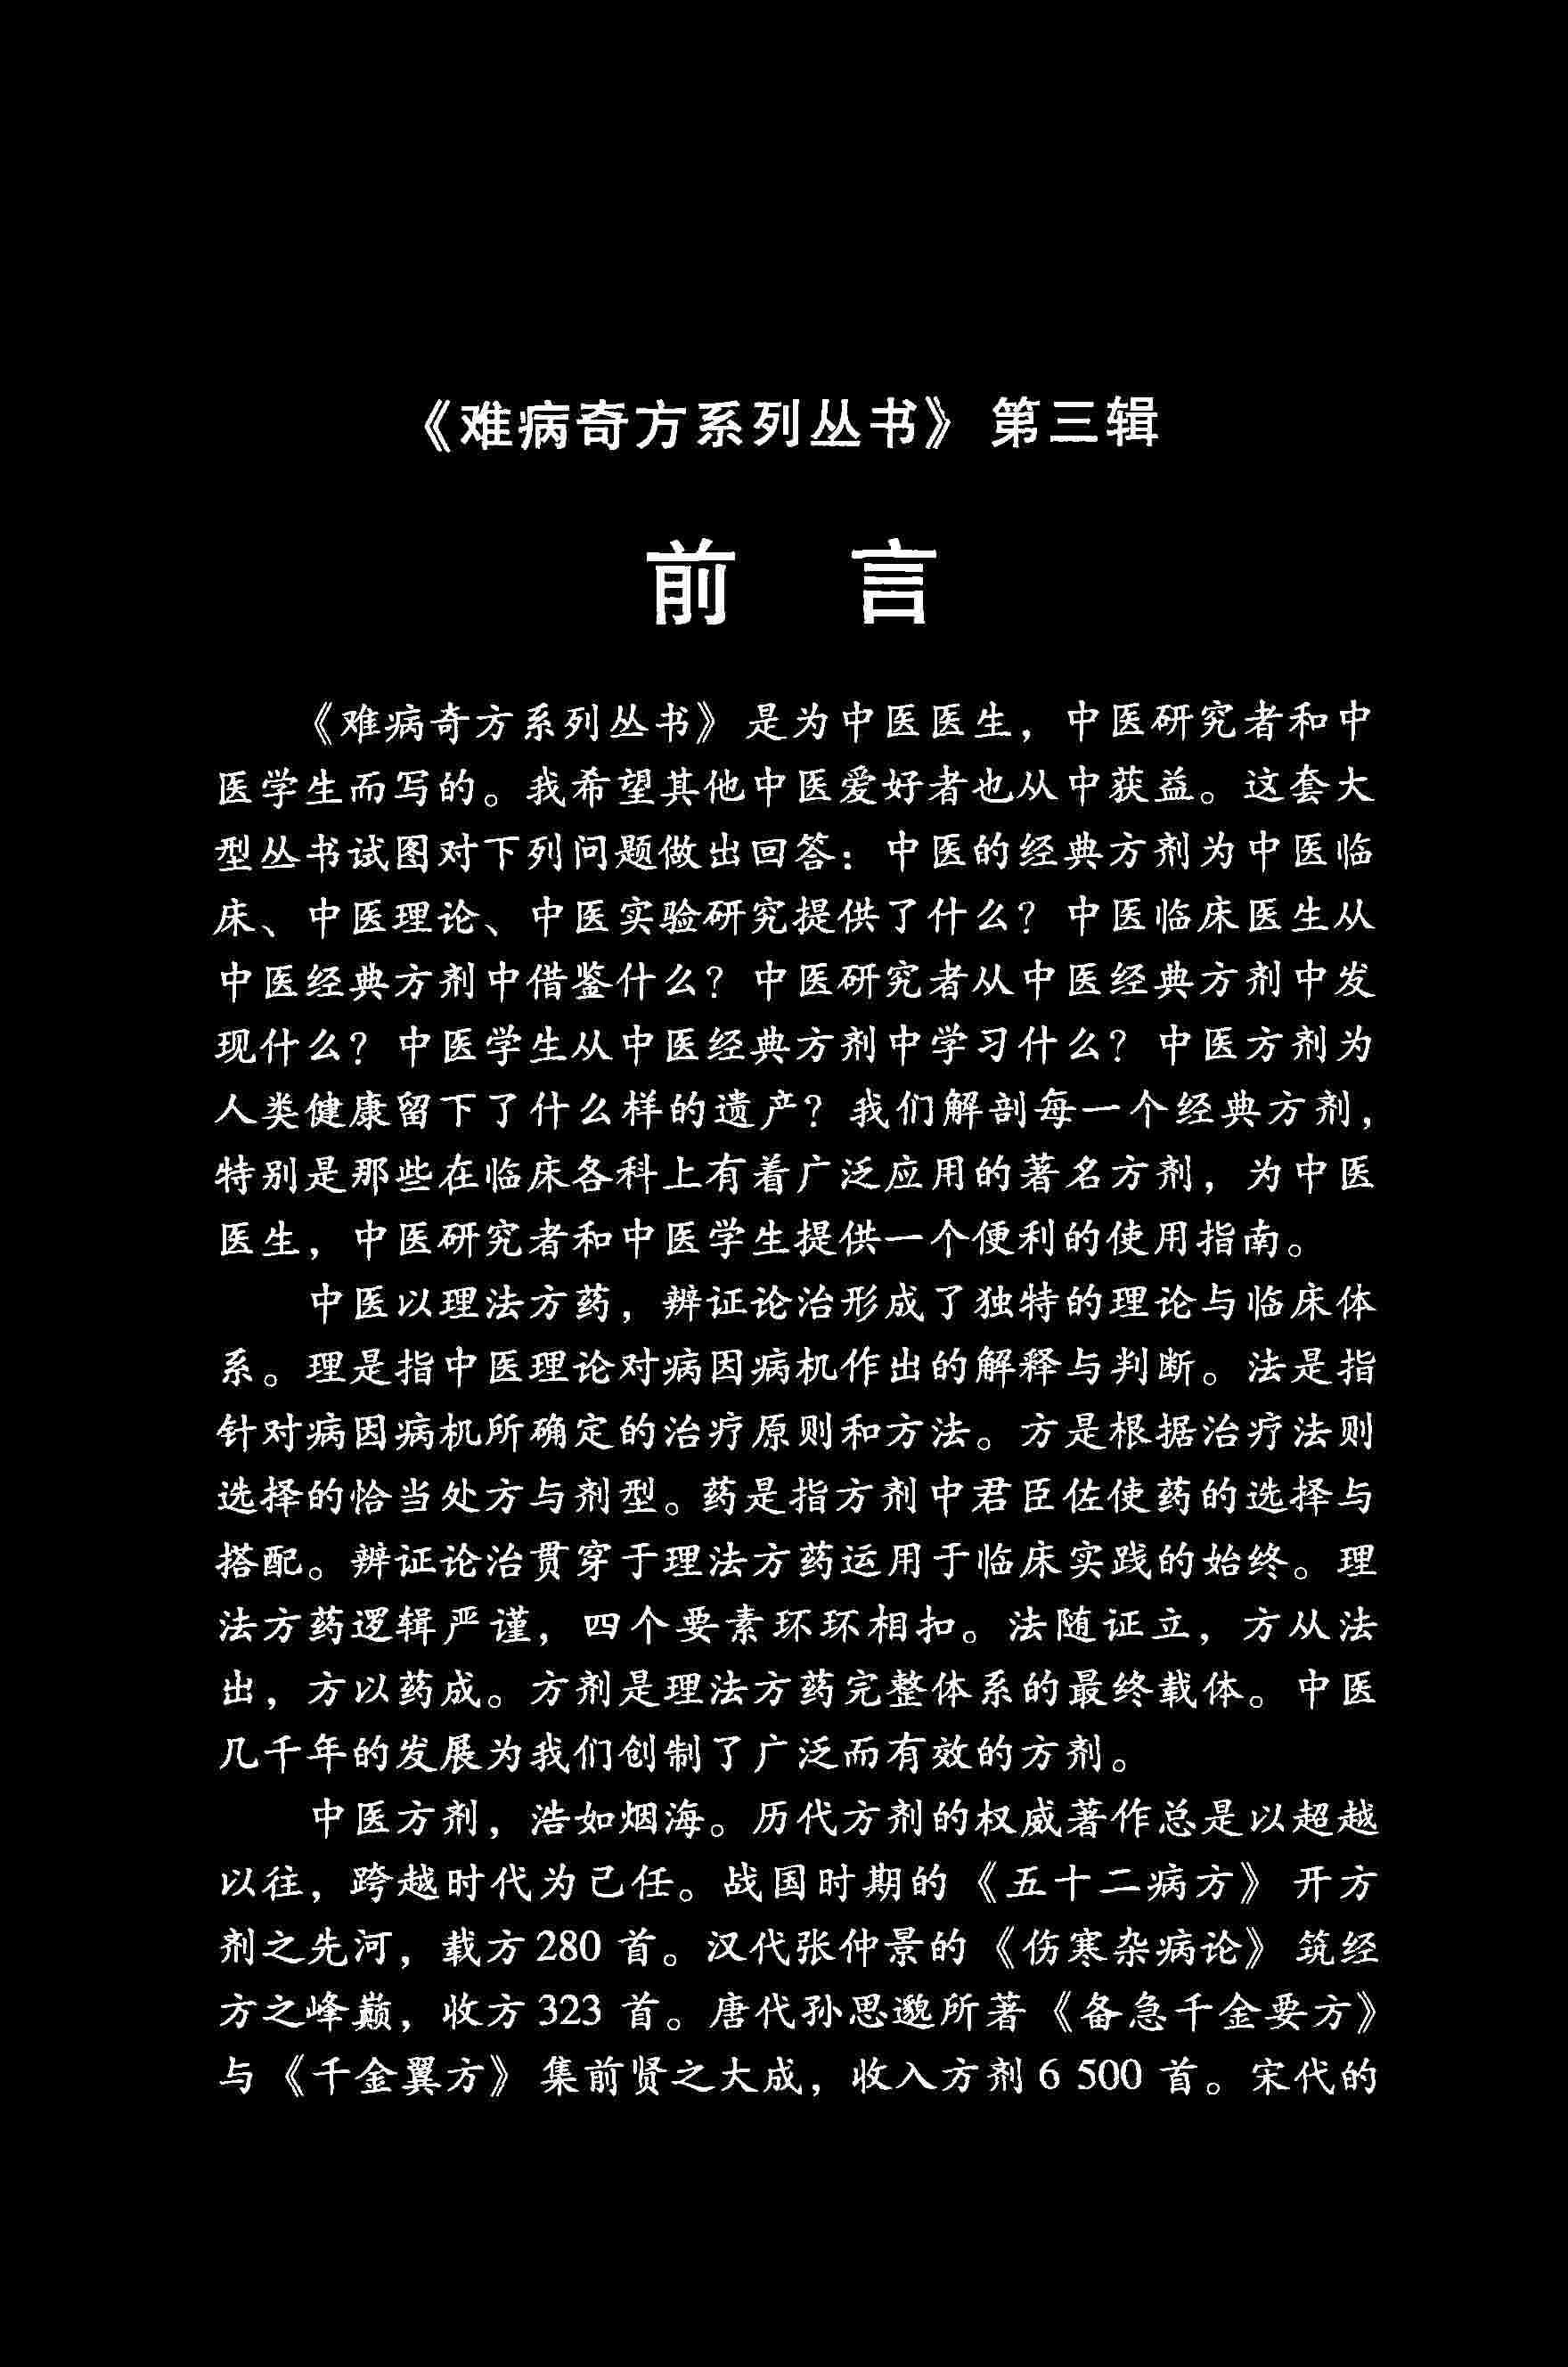 《难病奇方系列丛书》 第三辑
前 言
《难病奇方系列丛书》是为中医医生，中医研究者和中
医学生而写的。我希望其他中医爱好者也从中获益。这套大
型丛书试图对下列问题做出回答：中医的经典方剂为中医临
床、中医理论、中医实验研究提供了什么？中医临床医生从
中医经典方剂中借鉴什么？中医研究者从中医经典方剂中发
现什么？中医学生从中医经典方剂中学习什么？中医方剂为
人类健康留下了什么样的遗产？我们解剖每一个经典方剂，
特别是那些在临床各科上有着广泛应用的著名方剂，为中医
医生，中医研究者和中医学生提供一个便利的使用指南。
中医以理法方药，辨证论治形成了独特的理论与临床体
系。理是指中医理论对病因病机作出的解释与判断。法是指
针对病因病机所确定的治疗原则和方法。方是根据治疗法则
选择的恰当处方与剂型。药是指方剂中君臣佐使药的选择与
搭配。辨证论治贯穿于理法方药运用于临床实践的始终。理
法方药逻辑严谨，四个要素环环相扣。法随证立，方从法
出，方以药成。方剂是理法方药完整体系的最终载体。中医
几千年的发展为我们创制了广泛而有效的方剂。
中医方剂，浩如烟海。历代方剂的权威著作总是以超越
以往，跨越时代为己任。战国时期的《五十二病方》开方
剂之先河，载方 280 首。汉代张仲景的《伤寒杂病论》筑经
方之峰巅，收方 323 首。唐代孙思邈所著《备急千金要方》
与《千金翼方》集前贤之大成，收入方剂 6 500 首。宋代的